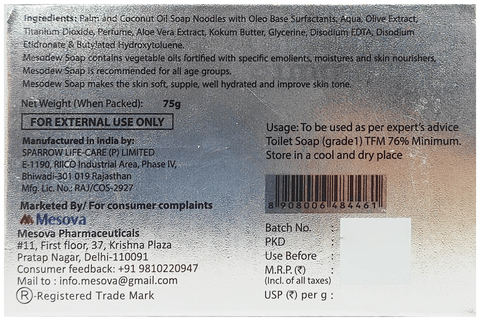 Ingredients: Palm and Coconut Oil Soap Noodles with Oleo Base Surfactants, Aqua, Olive Extract,
Titanium Dioxide, Perfume, Aloe Vera Extract, Kokum Butter, Glycerine, Disodium EDTA, Disodium
Etidronate & Butylated Hydroxytoluene.
Mesodew Soap contains vegetable oils fortified with specific emolients, moistures and skin nourishers,
Mesodew Soap is recommended for all age groups.
Mesodew Soap makes the skin soft, supple, well hydrated and improve skin tone.
Net Weight (When Packed): 75g
FOR EXTERNAL USE ONLY
Manufactured in india by:
SPARROW LIFE-CARE (P) LIMITED
E-1190, RIICO Industrial Area, Phase IV,
Bhiwadi-301 019 Rajasthan
Mfg. Lic. No.: RAJ/COS-2927
Marketed By/ For consumer complaints
Mesova
Mesova Pharmaceuticals
#11, First floor, 37, Krishna Plaza
Pratap Nagar, Delhi-110091
Consumer feedback: +91 9810220947
Mail to : info.mesova@gmail.com
®-Registered Trade Mark
Usage: To be used as per expert's advice
Toilet Soap (grade1) TFM 76% Minimum.
Store in a cool and dry place
8 908006 484461
Batch No. :
PKD :
Use Before :
M.R.P. (₹) :
(Incl. of all taxes)
USP (₹) per g :